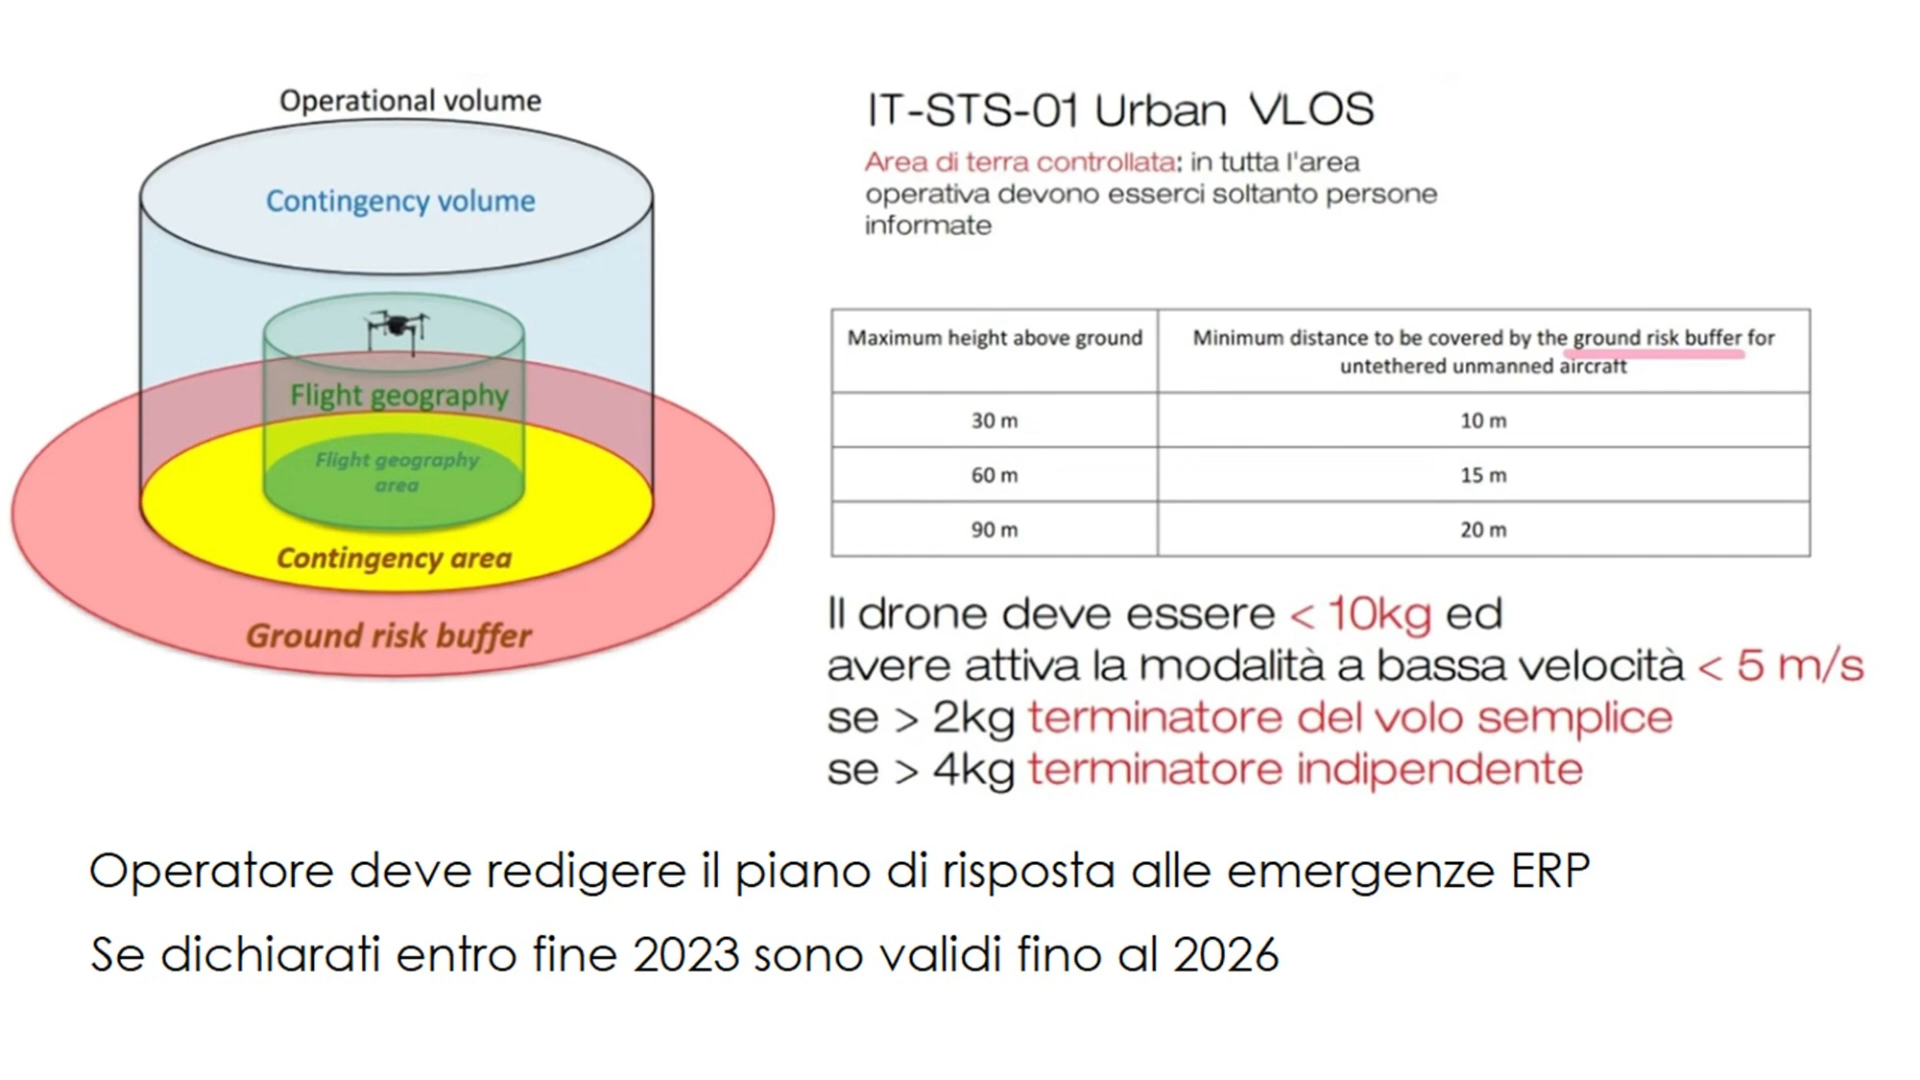 Operational volume
Contingency volume
Flight geography
Flight geography
area
Contingency area
Ground risk buffer
IT-STS-01 Urban VLOS
Area di terra controllata: in tutta l'area
operativa devono esserci soltanto persone
informate
Maximum height above ground
Minimum distance to be covered by the ground risk buffer for
untethered unmanned aircraft
30 m
10 m
60 m
15 m
90 m
20 m
Il drone deve essere < 10kg ed
avere attiva la modalità a bassa velocità < 5 m/s
se > 2kg terminatore del volo semplice
se > 4kg terminatore indipendente
Operatore deve redigere il piano di risposta alle emergenze ERP
Se dichiarati entro fine 2023 sono validi fino al 2026